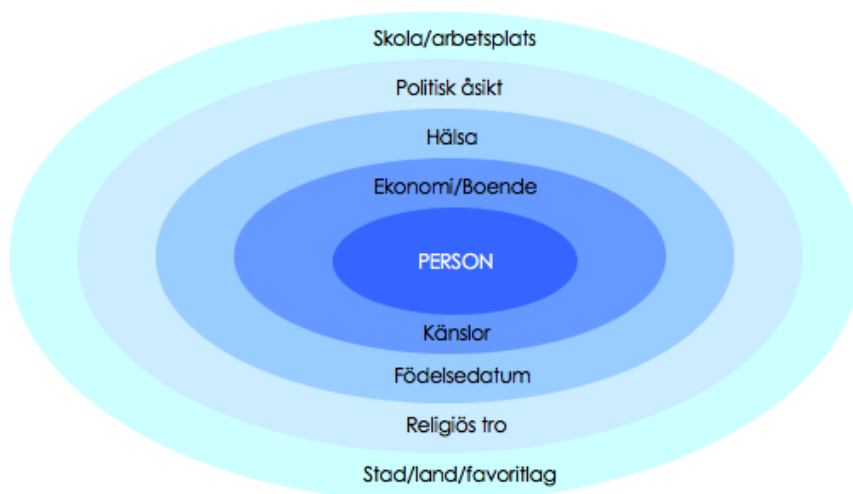 Skola/arbetsplats
Politisk åsikt
Hälsa
Ekonomi/Boende
PERSON
Känslor
Födelsedatum
Religiös tro
Stad/land/favoritlag